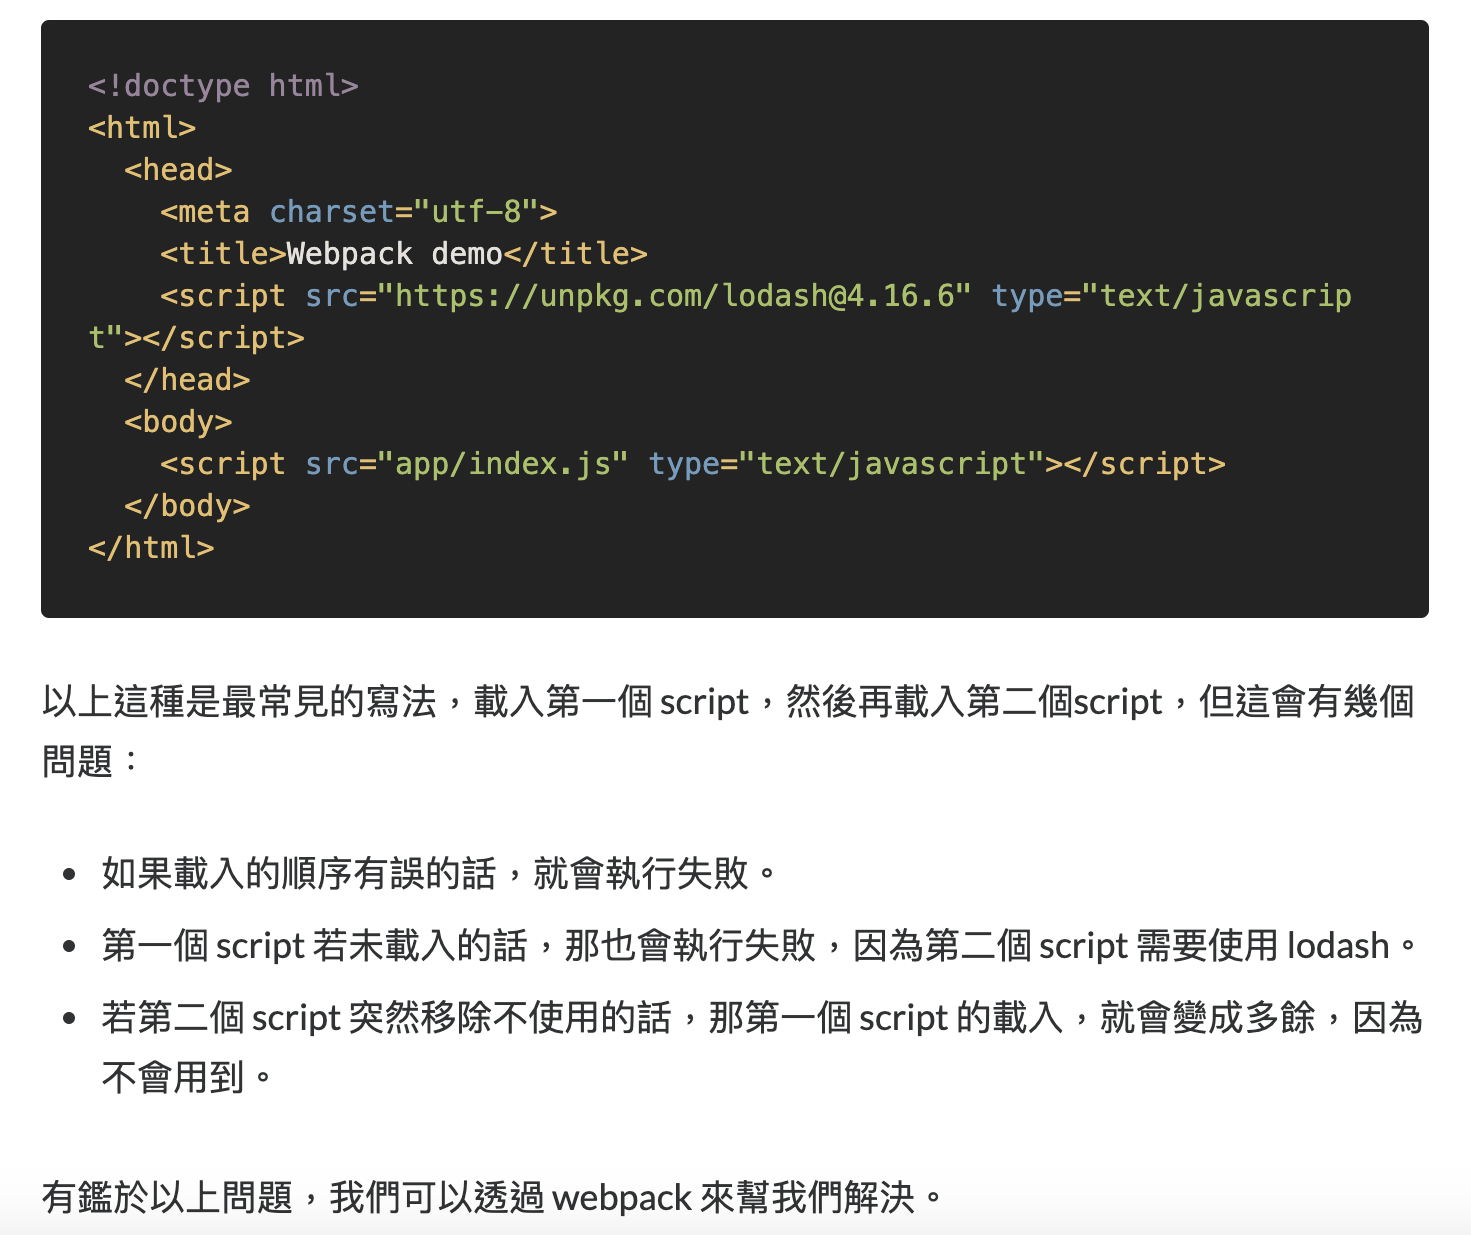 <!doctype html>
<html>
  <head>
    <meta charset="utf-8">
    <title>Webpack demo</title>
    <script src="https://unpkg.com/lodash@4.16.6" type="text/javascrip
t"></script>
  </head>
  <body>
    <script src="app/index.js" type="text/javascript"></script>
  </body>
</html>
以上這種是最常見的寫法，載入第一個 script，然後再載入第二個script，但這會有幾個
問題：
• 如果載入的順序有誤的話，就會執行失敗。
• 第一個 script 若未載入的話，那也會執行失敗，因為第二個 script 需要使用 lodash。
• 若第二個 script 突然移除不使用的話，那第一個 script 的載入，就會變成多餘，因為
不會用到。
有鑑於以上問題，我們可以透過 webpack 來幫我們解決。